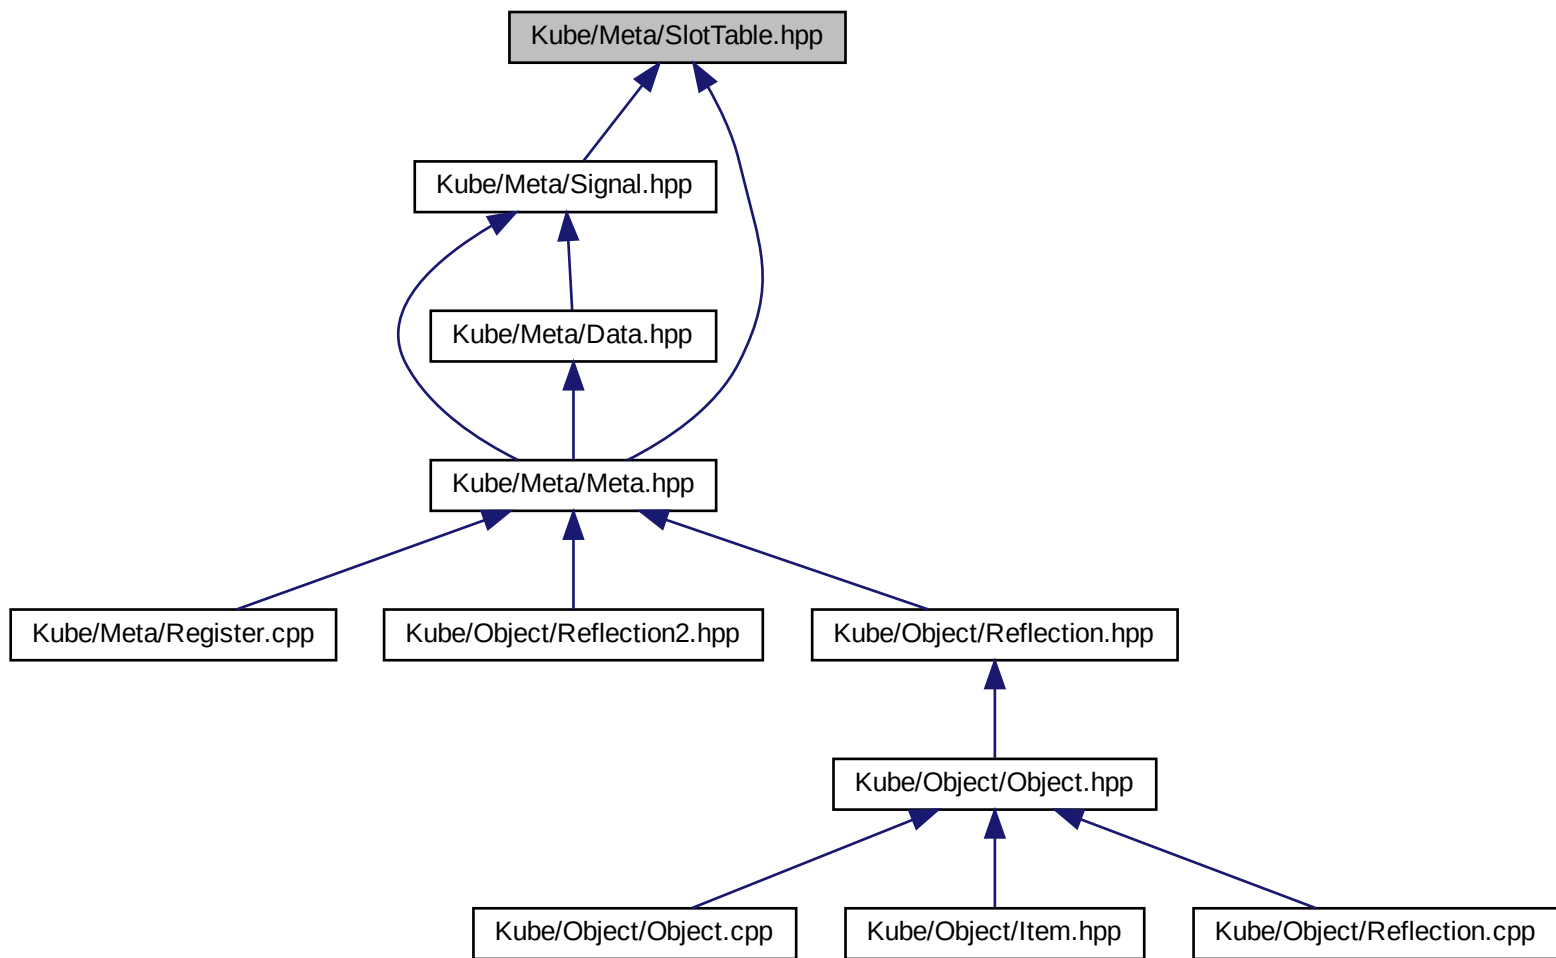 Kube/Meta/SlotTable.hpp
Kube/Meta/Signal.hpp
Kube/Meta/Data.hpp
Kube/Meta/Meta.hpp
Kube/Meta/Register.cpp
Kube/Object/Reflection2.hpp
Kube/Object/Reflection.hpp
Kube/Object/Object.hpp
Kube/Object/Object.cpp
Kube/Object/Item.hpp
Kube/Object/Reflection.cpp